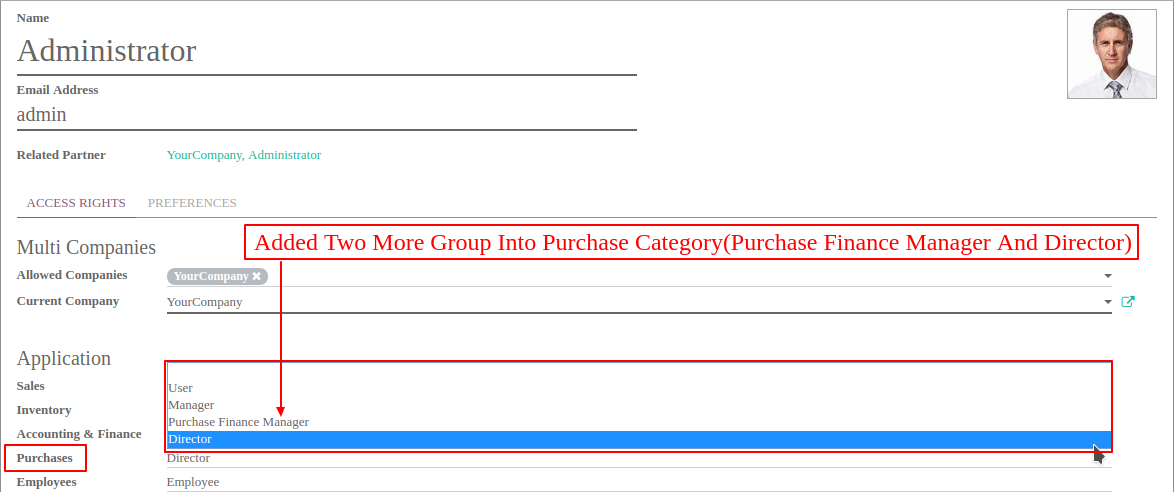 Name
Administrator
Email Address
admin
Related Partner YourCompany, Administrator
ACCESS RIGHTS PREFERENCES
Added Two More Group Into Purchase Category(Purchase Finance Manager And Director)
Multi Companies
Allowed Companies YourCompany ✖
Current Company YourCompany
Application
Sales
User
Manager
Inventory
Purchase Finance Manager
Accounting & Finance
Director
Purchases Director
Employees Employee